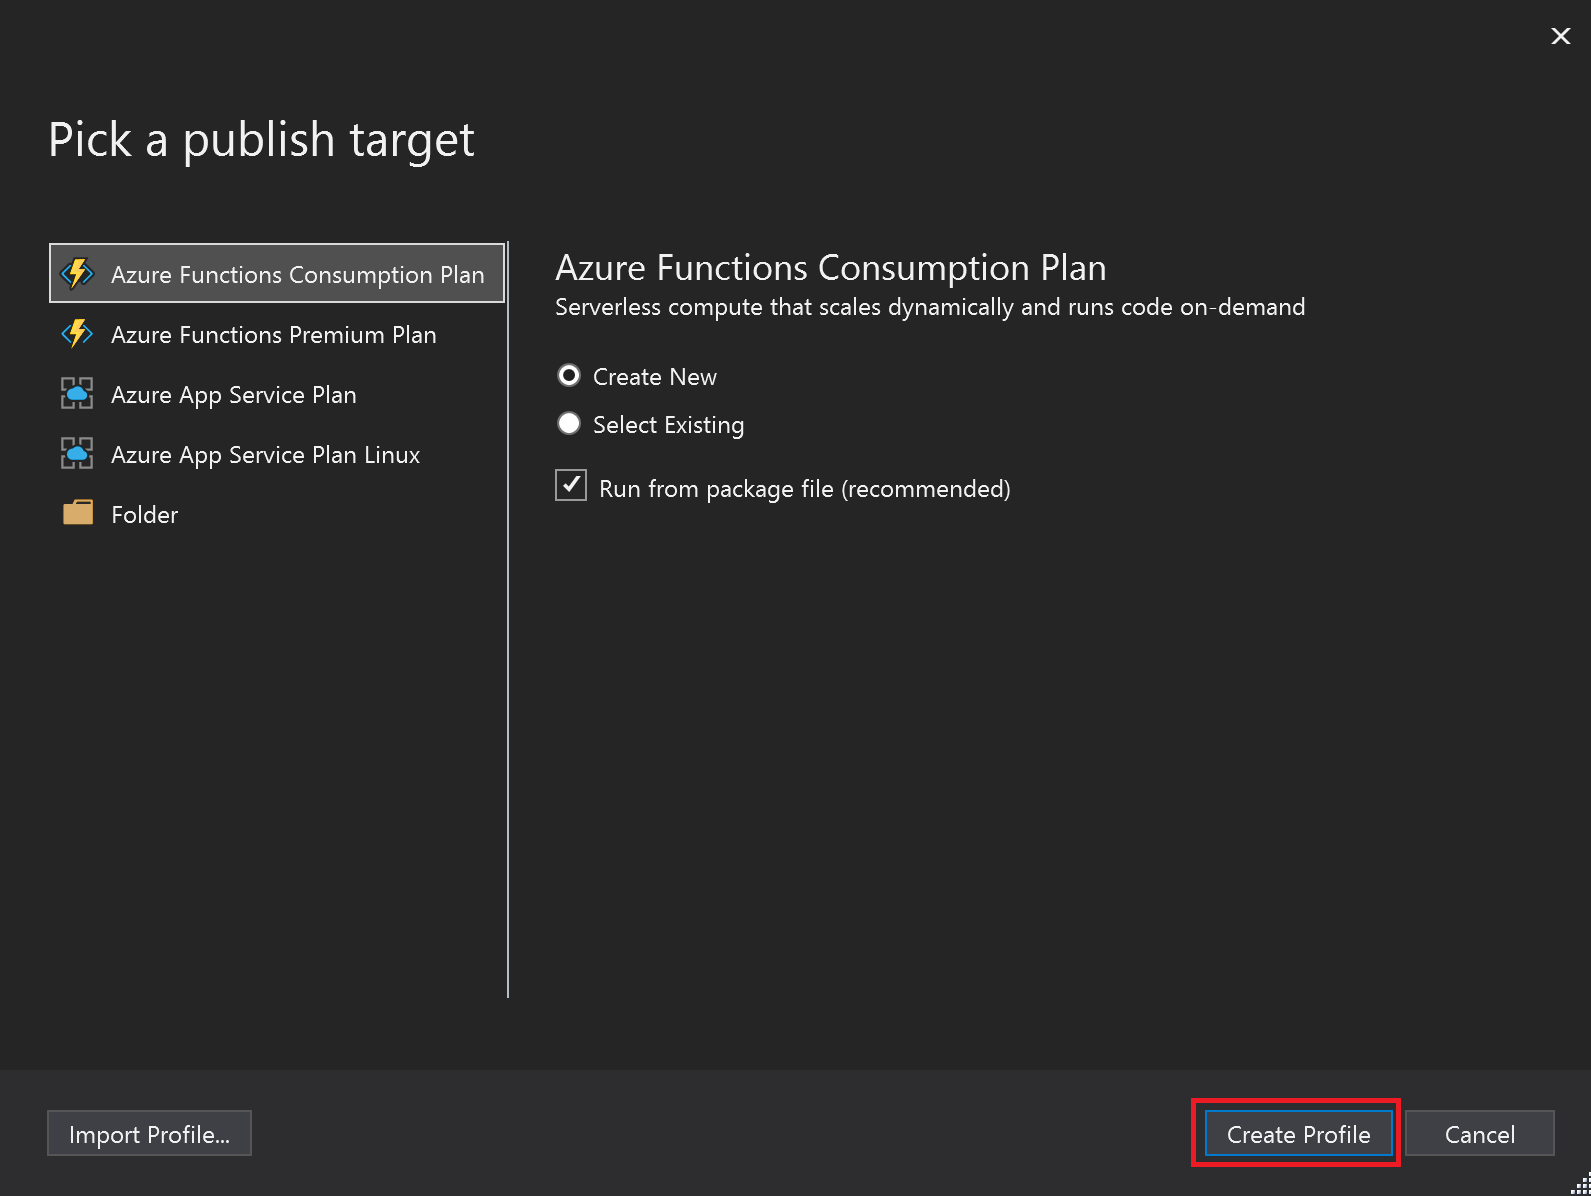 Pick a publish target
Azure Functions Consumption Plan
Azure Functions Premium Plan
Azure App Service Plan
Azure App Service Plan Linux
Folder
Azure Functions Consumption Plan
Serverless compute that scales dynamically and runs code on-demand
Create New
Select Existing
Run from package file (recommended)
Import Profile...
Create Profile
Cancel